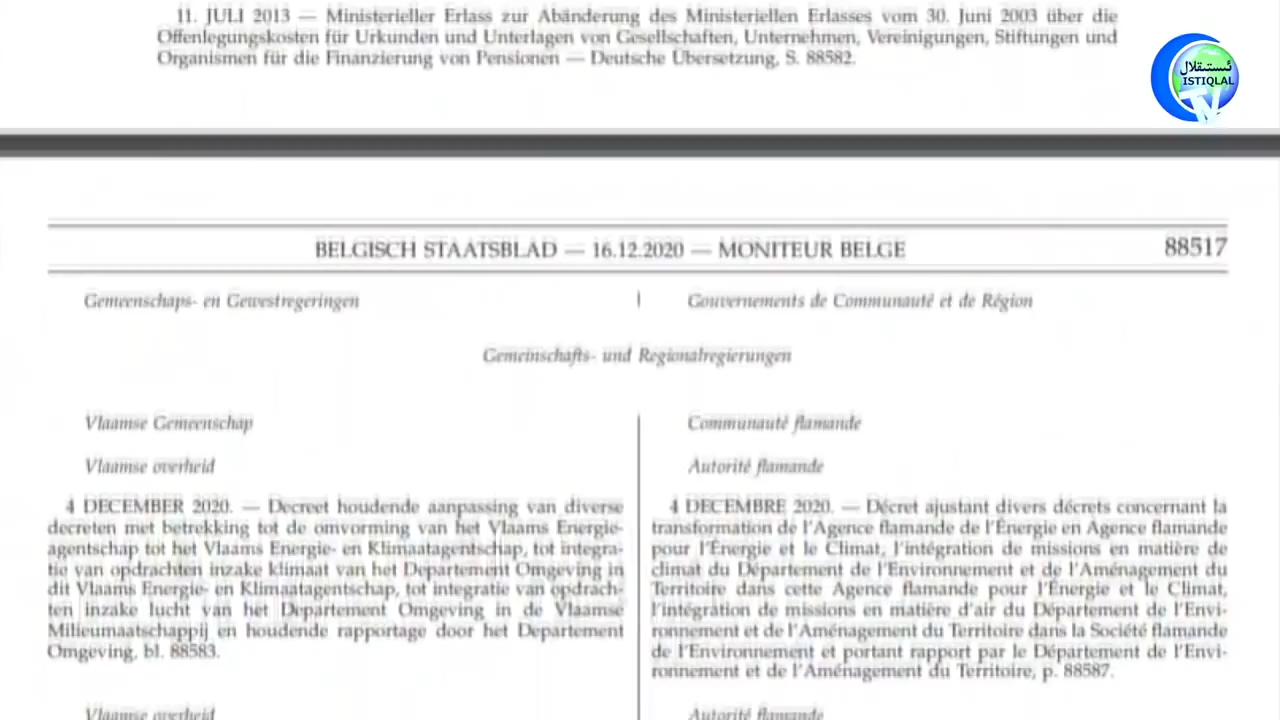 11. JULI 2013 — Ministerieller Erlass zur Abänderung des Ministeriellen Erlasses vom 30. Juni 2003 über die
Offenlegungskosten für Urkunden und Unterlagen von Gesellschaften, Unternehmen, Vereinigungen, Stiftungen und
Organismen für die Finanzierung von Pensionen — Deutsche Übersetzung, S. 88582.
ئىستىقلال
ISTIQLAL
TV
BELGISCH STAATSBLAD — 16.12.2020 — MONITEUR BELGE
88517
Gemeenschaps- en Gewestregeringen
Gouvernements de Communauté et de Région
Gemeinschafts- und Regionalregierungen
Vlaamse Gemeenschap
Vlaamse overheid
4 DECEMBER 2020. — Decreet houdende aanpassing van diverse
decreten met betrekking tot de omvorming van het Vlaams Energie-
agentschap tot het Vlaams Energie- en Klimaatagentschap, tot integra-
tie van opdrachten inzake klimaat van het Departement Omgeving in
dit Vlaams Energie- en Klimaatagentschap, tot integratie van opdrach-
ten inzake lucht van het Departement Omgeving in de Vlaamse
Milieumaatschappij en houdende rapportage door het Departement
Omgeving, bl. 88583.
Vlaamse overheid
Communauté flamande
Autorité flamande
4 DECEMBRE 2020. — Décret ajustant divers décrets concernant la
transformation de l'Agence flamande de l'Énergie en Agence flamande
pour l'Énergie et le Climat, l'intégration de missions en matière de
climat du Département de l'Environnement et de l'Aménagement du
Territoire dans cette Agence flamande pour l'Énergie et le Climat,
l'intégration de missions en matière d'air du Département de l'Envi-
ronnement et de l'Aménagement du Territoire dans la Société flamande
de l'Environnement et portant rapport par le Département de l'Envi-
ronnement et de l'Aménagement du Territoire, p. 88587.
Autorité flamande